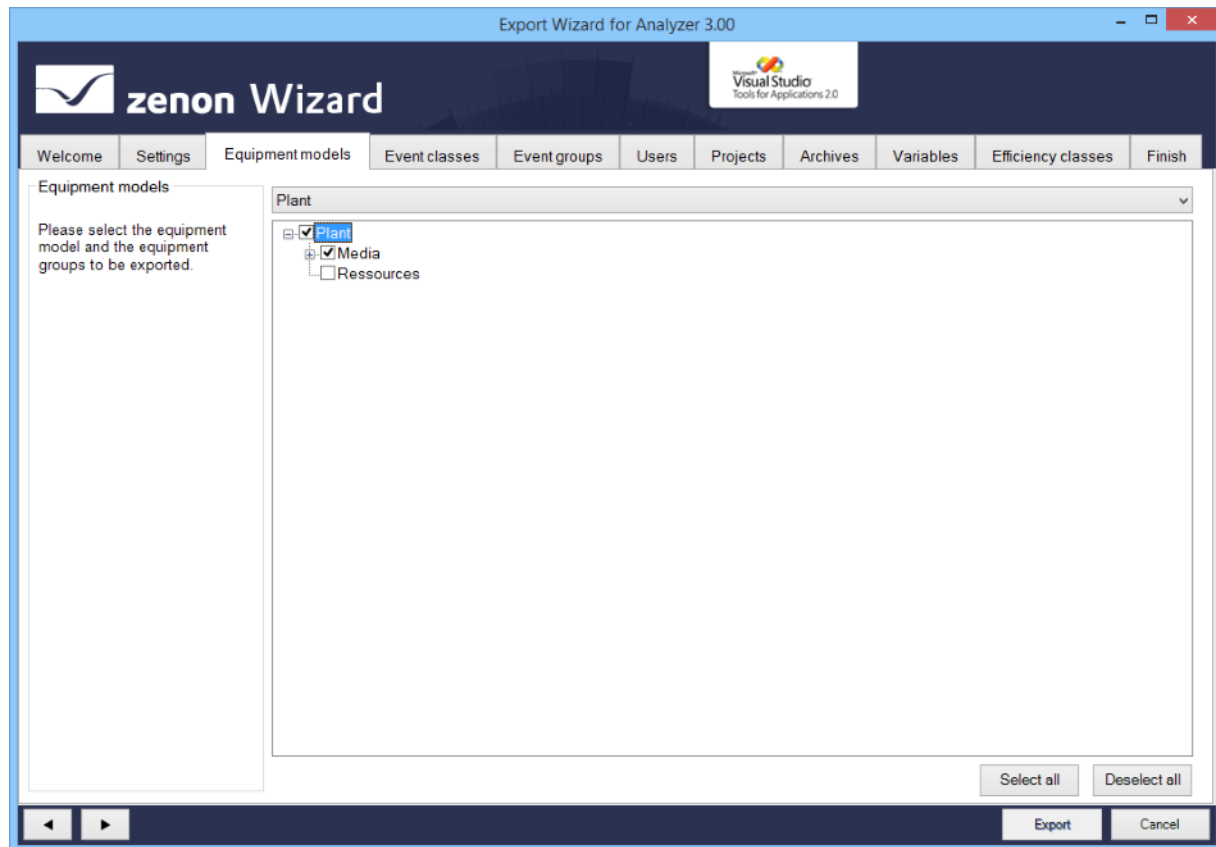 Export Wizard for Analyzer 3.00
zenon Wizard
Microsoft
Visual Studio
Tools for Applications 2.0
Welcome Settings Equipment models Event classes Event groups Users Projects Archives Variables Efficiency classes Finish
Equipment models
Please select the equipment
model and the equipment
groups to be exported.
Plant
Plant
Media
Ressources
Select all Deselect all
Export Cancel